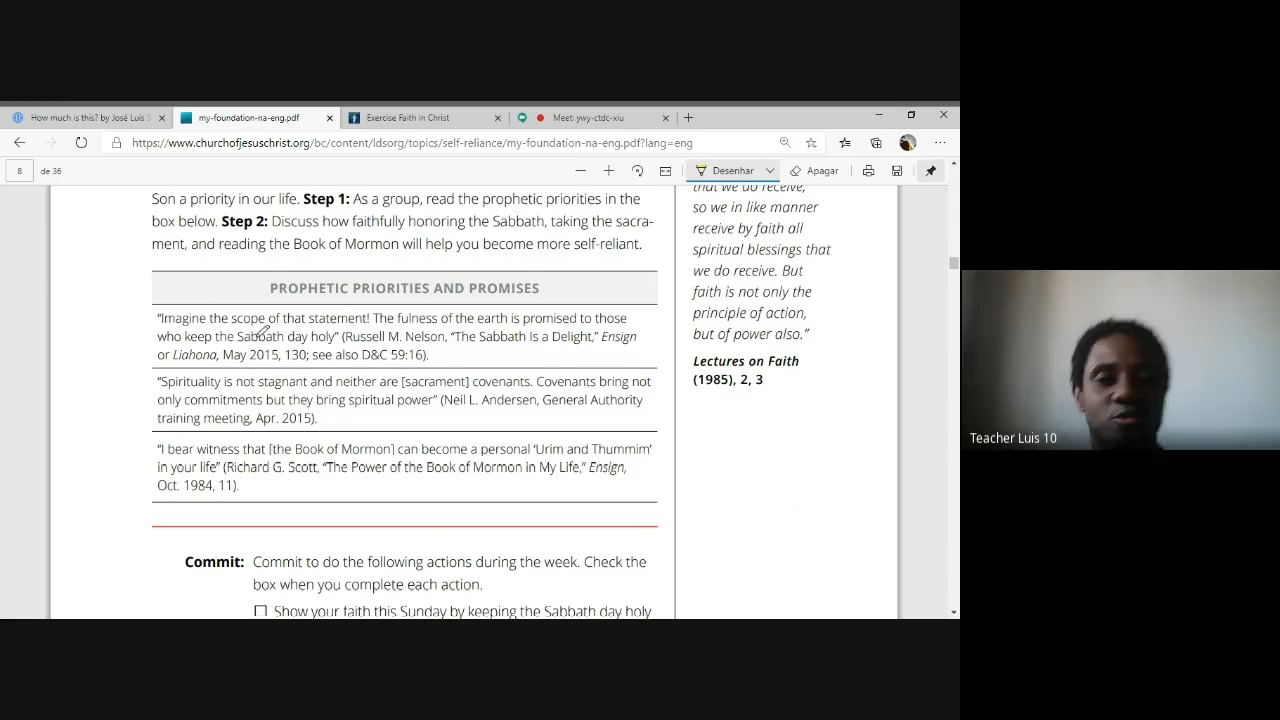 How much is this? by José Luis S
my-foundation-na-eng.pdf
Exercise Faith in Christ
Meet: ywy-ctdc-xiu
https://www.churchofjesuschrist.org/bc/content/ldsorg/topics/self-reliance/my-foundation-na-eng.pdf?lang=eng
8 de 36
Desenhar
Apagar
Son a priority in our life. Step 1: As a group, read the prophetic priorities in the
box below. Step 2: Discuss how faithfully honoring the Sabbath, taking the sacra-
ment, and reading the Book of Mormon will help you become more self-reliant.
PROPHETIC PRIORITIES AND PROMISES
“Imagine the scope of that statement! The fulness of the earth is promised to those
who keep the Sabbath day holy” (Russell M. Nelson, “The Sabbath Is a Delight,” Ensign
or Liahona, May 2015, 130; see also D&C 59:16).
“Spirituality is not stagnant and neither are [sacrament] covenants. Covenants bring not
only commitments but they bring spiritual power” (Neil L. Andersen, General Authority
training meeting, Apr. 2015).
“I bear witness that [the Book of Mormon] can become a personal ‘Urim and Thummim’
in your life” (Richard G. Scott, “The Power of the Book of Mormon in My Life,” Ensign,
Oct. 1984, 11).
Commit: Commit to do the following actions during the week. Check the
box when you complete each action.
Show your faith this Sunday by keeping the Sabbath day holy
that we do receive,
so we in like manner
receive by faith all
spiritual blessings that
we do receive. But
faith is not only the
principle of action,
but of power also.”
Lectures on Faith
(1985), 2, 3
Teacher Luis 10